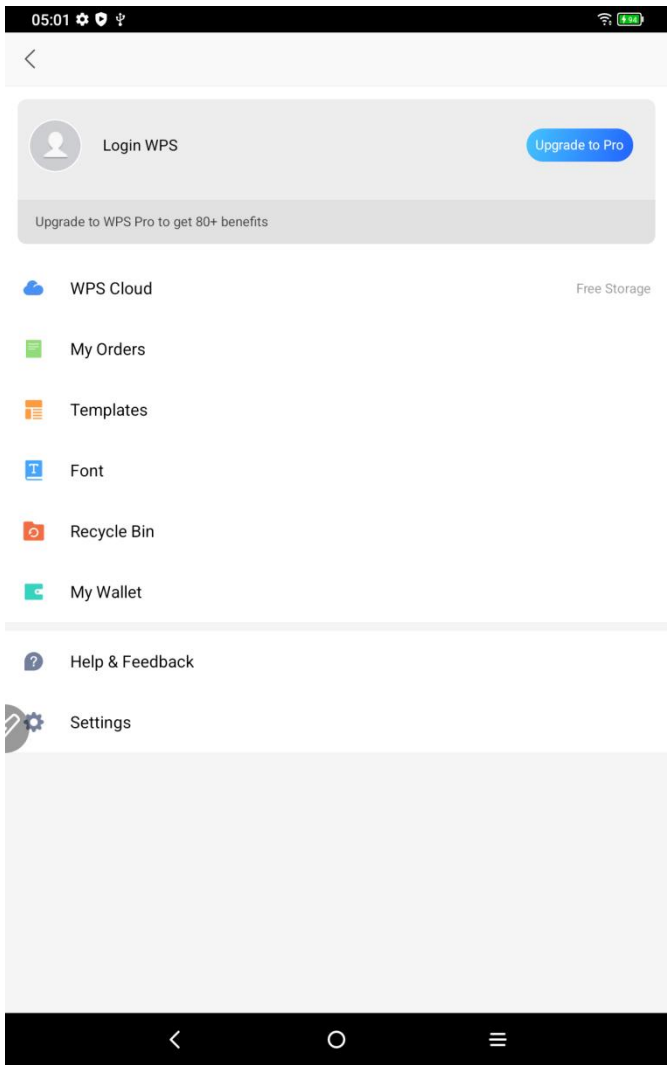 05:01
94
Login WPS
Upgrade to Pro
Upgrade to WPS Pro to get 80+ benefits
WPS Cloud
Free Storage
My Orders
Templates
Font
Recycle Bin
My Wallet
Help & Feedback
Settings